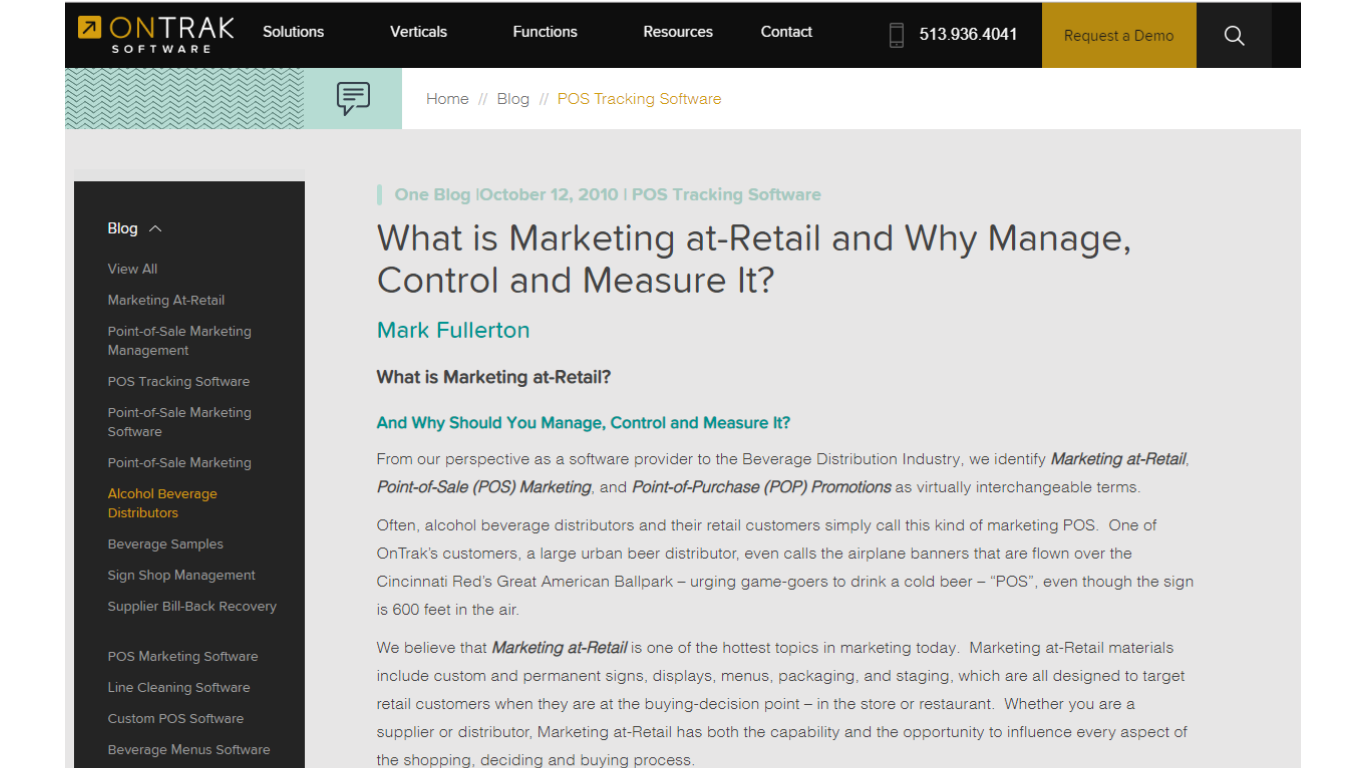 ONTRAK
SOFTWARE
Solutions
Verticals
Functions
Resources
Contact
513.936.4041
Request a Demo
Home // Blog // POS Tracking Software
Blog
View All
Marketing At-Retail
Point-of-Sale Marketing
Management
POS Tracking Software
Point-of-Sale Marketing
Software
Point-of-Sale Marketing
Alcohol Beverage
Distributors
Beverage Samples
Sign Shop Management
Supplier Bill-Back Recovery
POS Marketing Software
Line Cleaning Software
Custom POS Software
Beverage Menus Software
One Blog |October 12, 2010 | POS Tracking Software
What is Marketing at-Retail and Why Manage,
Control and Measure It?
Mark Fullerton
What is Marketing at-Retail?
And Why Should You Manage, Control and Measure It?
From our perspective as a software provider to the Beverage Distribution Industry, we identify Marketing at-Retail,
Point-of-Sale (POS) Marketing, and Point-of-Purchase (POP) Promotions as virtually interchangeable terms.
Often, alcohol beverage distributors and their retail customers simply call this kind of marketing POS. One of
OnTrak's customers, a large urban beer distributor, even calls the airplane banners that are flown over the
Cincinnati Red's Great American Ballpark – urging game-goers to drink a cold beer – "POS", even though the sign
is 600 feet in the air.
We believe that Marketing at-Retail is one of the hottest topics in marketing today. Marketing at-Retail materials
include custom and permanent signs, displays, menus, packaging, and staging, which are all designed to target
retail customers when they are at the buying-decision point – in the store or restaurant. Whether you are a
supplier or distributor, Marketing at-Retail has both the capability and the opportunity to influence every aspect of
the shopping, deciding and buying process.